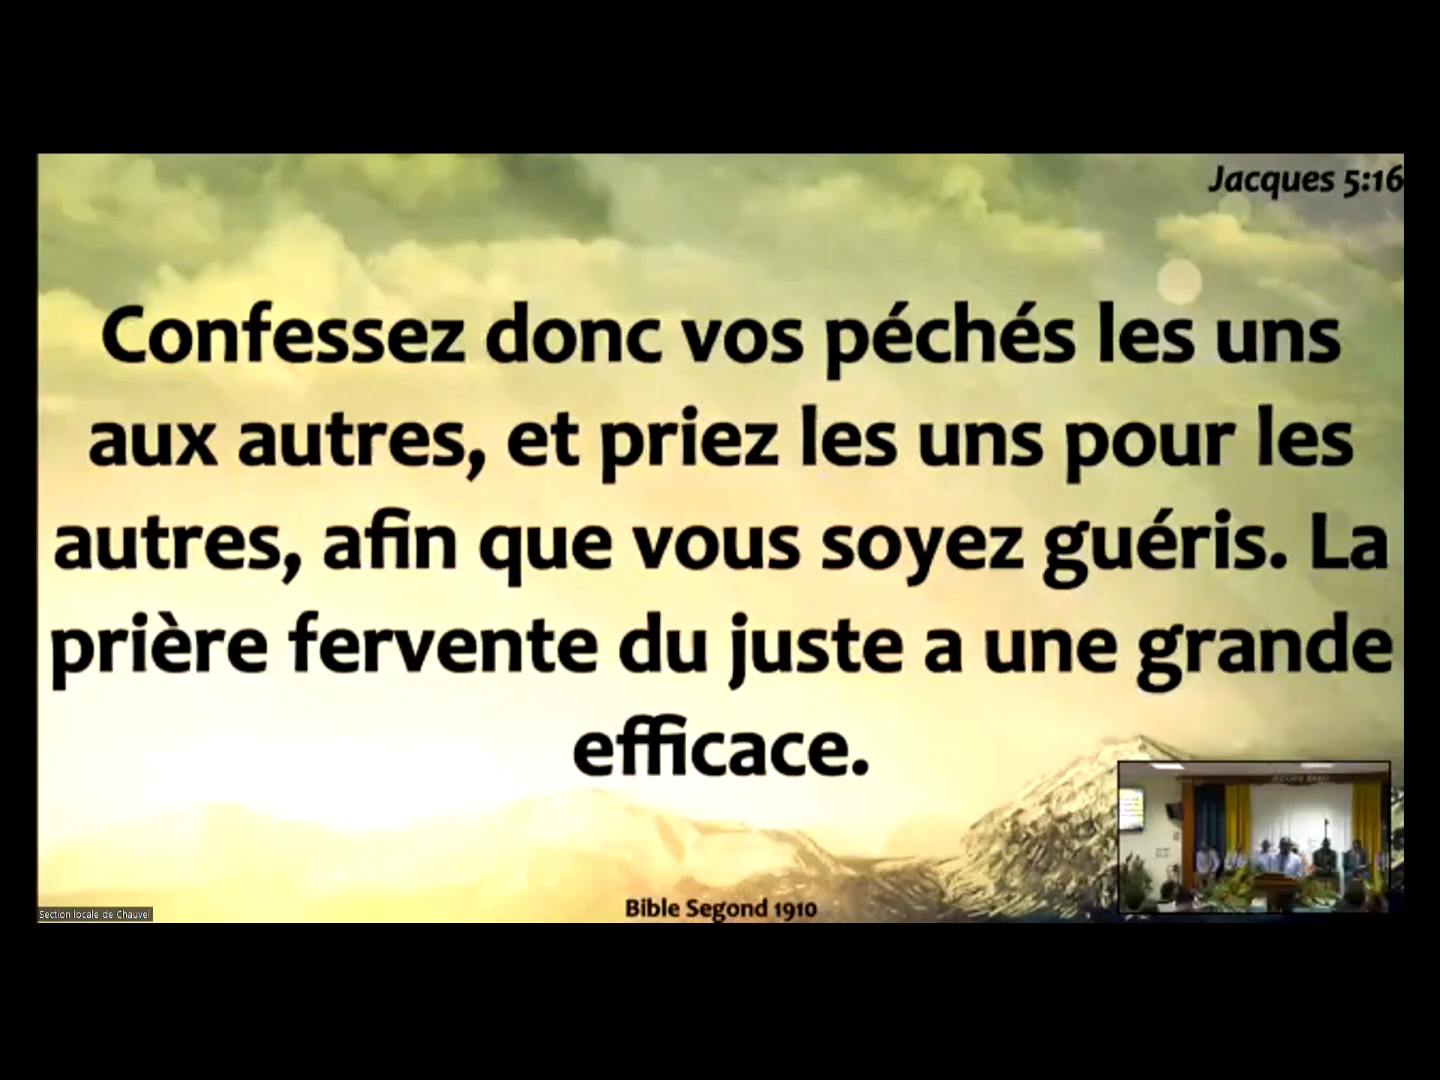 Jacques 5:16
Confessez donc vos péchés les uns
aux autres, et priez les uns pour les
autres, afin que vous soyez guéris. La
prière fervente du juste a une grande
efficace.
Bible Segond 1910
Section locale de Chauvel